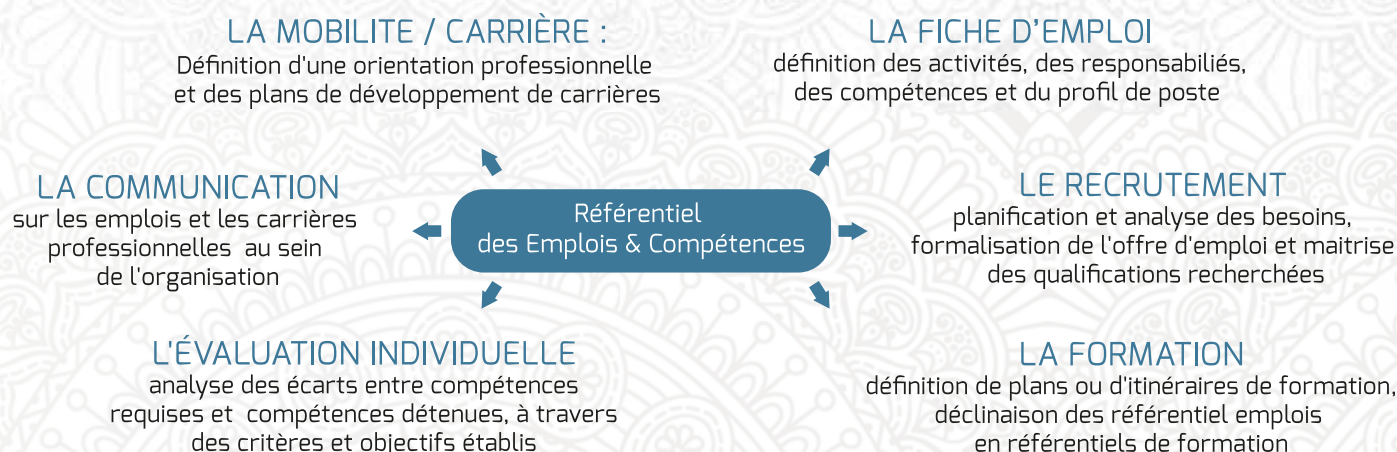 LA MOBILITE / CARRIÈRE :
Définition d'une orientation professionnelle
et des plans de développement de carrières
LA FICHE D'EMPLOI
définition des activités, des responsabiliés,
des compétences et du profil de poste
LA COMMUNICATION
sur les emplois et les carrières
professionnelles au sein
de l'organisation
Référentiel
des Emplois & Compétences
LE RECRUTEMENT
planification et analyse des besoins,
formalisation de l'offre d'emploi et maitrise
des qualifications recherchées
L'ÉVALUATION INDIVIDUELLE
analyse des écarts entre compétences
requises et compétences détenues, à travers
des critères et objectifs établis
LA FORMATION
définition de plans ou d'itinéraires de formation,
déclinaison des référentiel emplois
en référentiels de formation